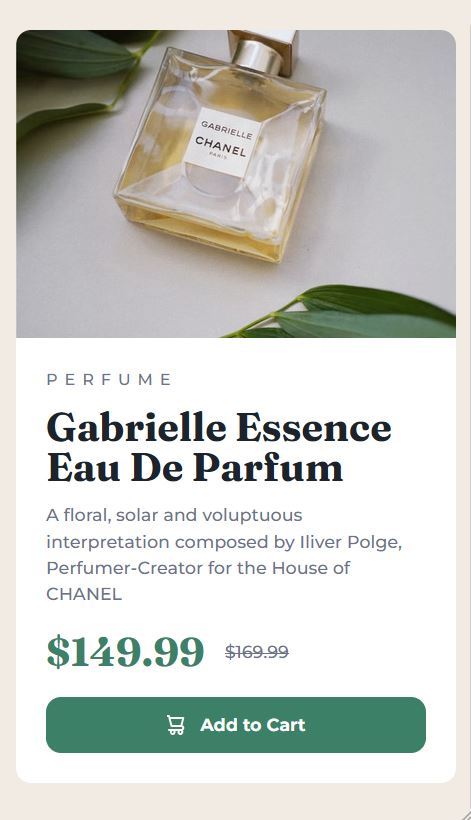 GABRIELLE
CHANEL
PARIS
PERFUME
Gabrielle Essence
Eau De Parfum
A floral, solar and voluptuous
interpretation composed by Iliver Polge,
Perfumer-Creator for the House of
CHANEL
$149.99 $169.99
Add to Cart